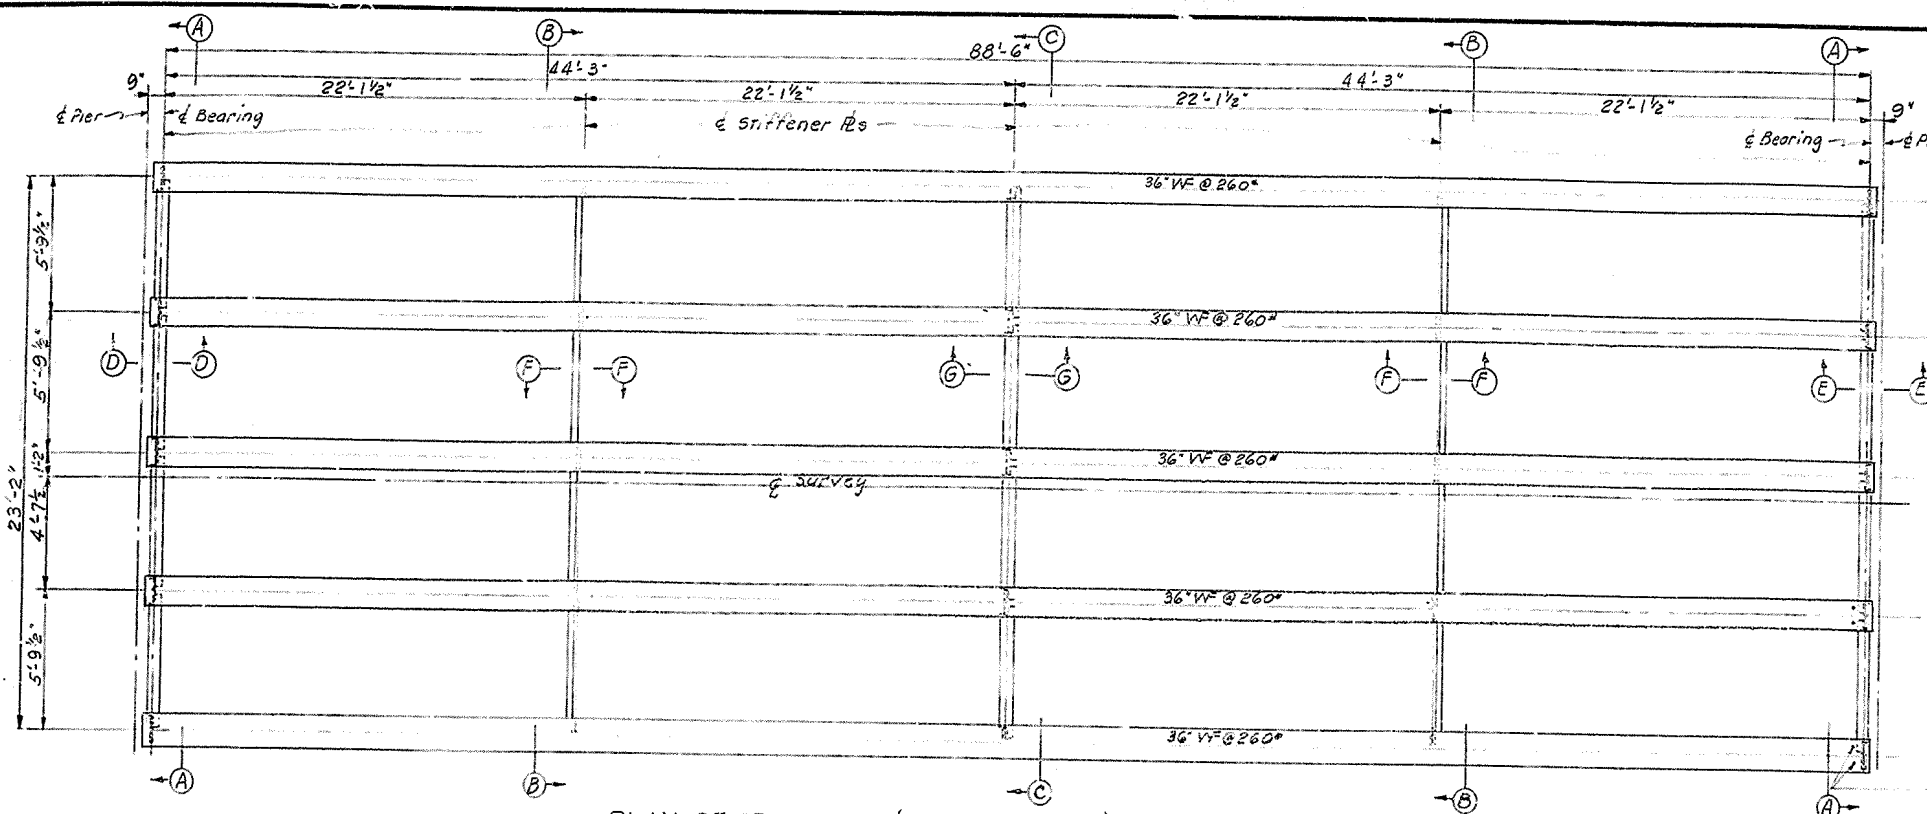 A
B
C
B
A
88'-6"
44'-3"
44'-3"
9"
22'-1½"
22'-1½"
22'-1½"
22'-1½"
9"
℄ Pier
℄ Bearing
℄ Stiffener ℞s
℄ Bearing
36" WF @ 260#
5'-9½"
36" WF @ 260#
D
D
F
F
G
G
F
F
E
E
5'-9½"
36" WF @ 260#
1'-2"
℄ Survey
23'-2"
4'-7½"
36" WF @ 260#
5'-9½"
36" WF @ 260#
A
B
C
B
A